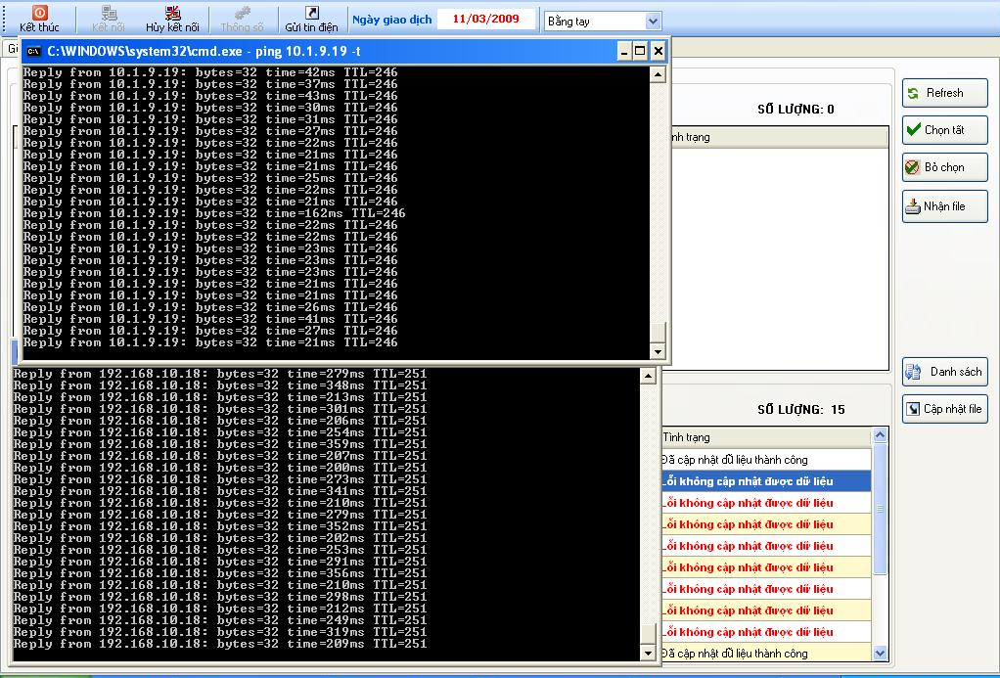 Kết thúc Kết nối Hủy kết nối Thông số Gửi tin điện Ngày giao dịch 11/03/2009 Bằng tay
C:\WINDOWS\system32\cmd.exe - ping 10.1.9.19 -t
Reply from 10.1.9.19: bytes=32 time=42ms TTL=246
Reply from 10.1.9.19: bytes=32 time=37ms TTL=246
Reply from 10.1.9.19: bytes=32 time=43ms TTL=246
Reply from 10.1.9.19: bytes=32 time=30ms TTL=246
Reply from 10.1.9.19: bytes=32 time=31ms TTL=246
Reply from 10.1.9.19: bytes=32 time=27ms TTL=246
Reply from 10.1.9.19: bytes=32 time=22ms TTL=246
Reply from 10.1.9.19: bytes=32 time=21ms TTL=246
Reply from 10.1.9.19: bytes=32 time=21ms TTL=246
Reply from 10.1.9.19: bytes=32 time=25ms TTL=246
Reply from 10.1.9.19: bytes=32 time=22ms TTL=246
Reply from 10.1.9.19: bytes=32 time=21ms TTL=246
Reply from 10.1.9.19: bytes=32 time=162ms TTL=246
Reply from 10.1.9.19: bytes=32 time=22ms TTL=246
Reply from 10.1.9.19: bytes=32 time=22ms TTL=246
Reply from 10.1.9.19: bytes=32 time=23ms TTL=246
Reply from 10.1.9.19: bytes=32 time=23ms TTL=246
Reply from 10.1.9.19: bytes=32 time=23ms TTL=246
Reply from 10.1.9.19: bytes=32 time=21ms TTL=246
Reply from 10.1.9.19: bytes=32 time=21ms TTL=246
Reply from 10.1.9.19: bytes=32 time=26ms TTL=246
Reply from 10.1.9.19: bytes=32 time=41ms TTL=246
Reply from 10.1.9.19: bytes=32 time=27ms TTL=246
Reply from 10.1.9.19: bytes=32 time=21ms TTL=246
SỐ LƯỢNG: 0
Refresh
Chọn tất
Bỏ chọn
Nhận file
Reply from 192.168.10.18: bytes=32 time=279ms TTL=251
Reply from 192.168.10.18: bytes=32 time=348ms TTL=251
Reply from 192.168.10.18: bytes=32 time=213ms TTL=251
Reply from 192.168.10.18: bytes=32 time=301ms TTL=251
Reply from 192.168.10.18: bytes=32 time=206ms TTL=251
Reply from 192.168.10.18: bytes=32 time=254ms TTL=251
Reply from 192.168.10.18: bytes=32 time=359ms TTL=251
Reply from 192.168.10.18: bytes=32 time=207ms TTL=251
Reply from 192.168.10.18: bytes=32 time=200ms TTL=251
Reply from 192.168.10.18: bytes=32 time=273ms TTL=251
Reply from 192.168.10.18: bytes=32 time=341ms TTL=251
Reply from 192.168.10.18: bytes=32 time=210ms TTL=251
Reply from 192.168.10.18: bytes=32 time=279ms TTL=251
Reply from 192.168.10.18: bytes=32 time=352ms TTL=251
Reply from 192.168.10.18: bytes=32 time=202ms TTL=251
Reply from 192.168.10.18: bytes=32 time=253ms TTL=251
Reply from 192.168.10.18: bytes=32 time=291ms TTL=251
Reply from 192.168.10.18: bytes=32 time=356ms TTL=251
Reply from 192.168.10.18: bytes=32 time=210ms TTL=251
Reply from 192.168.10.18: bytes=32 time=298ms TTL=251
Reply from 192.168.10.18: bytes=32 time=212ms TTL=251
Reply from 192.168.10.18: bytes=32 time=249ms TTL=251
Reply from 192.168.10.18: bytes=32 time=319ms TTL=251
Reply from 192.168.10.18: bytes=32 time=209ms TTL=251
SỐ LƯỢNG: 15
Tình trạng
Đã cập nhật dữ liệu thành công
Lỗi không cập nhật được dữ liệu
Lỗi không cập nhật được dữ liệu
Lỗi không cập nhật được dữ liệu
Lỗi không cập nhật được dữ liệu
Lỗi không cập nhật được dữ liệu
Lỗi không cập nhật được dữ liệu
Lỗi không cập nhật được dữ liệu
Lỗi không cập nhật được dữ liệu
Đã cập nhật dữ liệu thành công
Danh sách
Cập nhật file